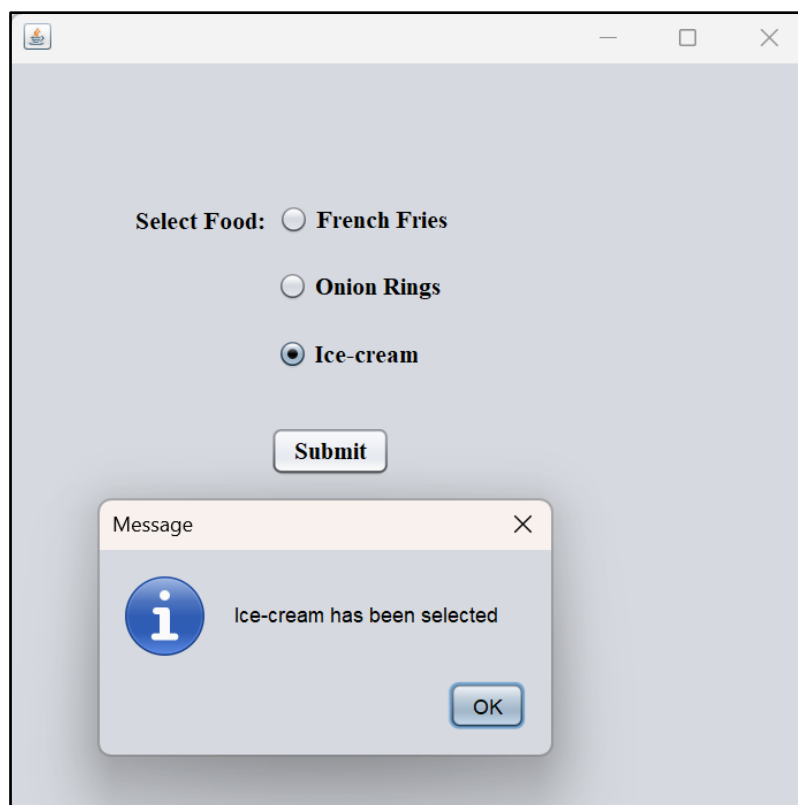 Select Food: French Fries
Onion Rings
Ice-cream
Submit
Message
Ice-cream has been selected
OK